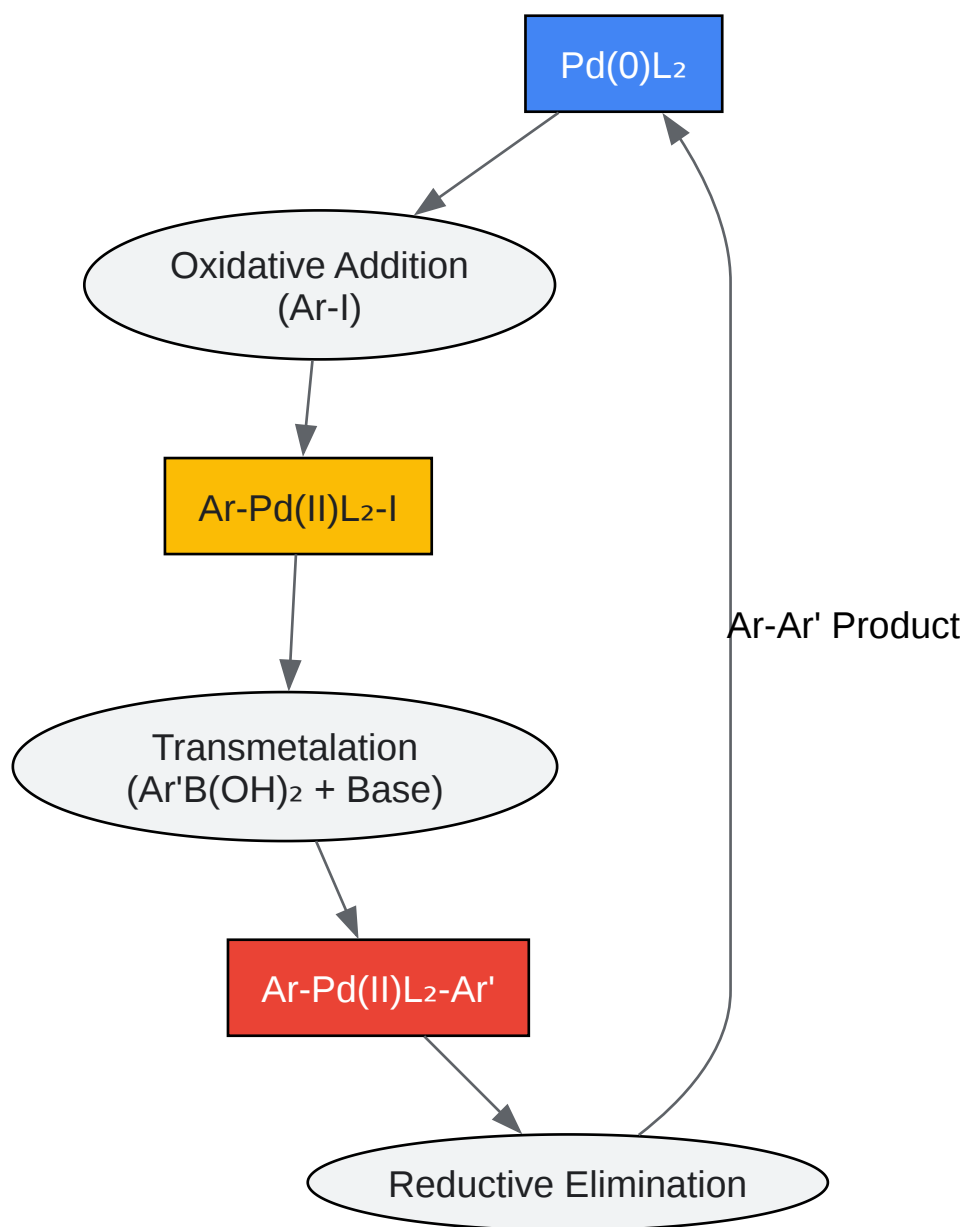 Pd(0)L₂
Oxidative Addition
(Ar-I)
Ar-Pd(II)L₂-I
Ar-Ar' Product
Transmetalation
(Ar'B(OH)₂ + Base)
Ar-Pd(II)L₂-Ar'
Reductive Elimination